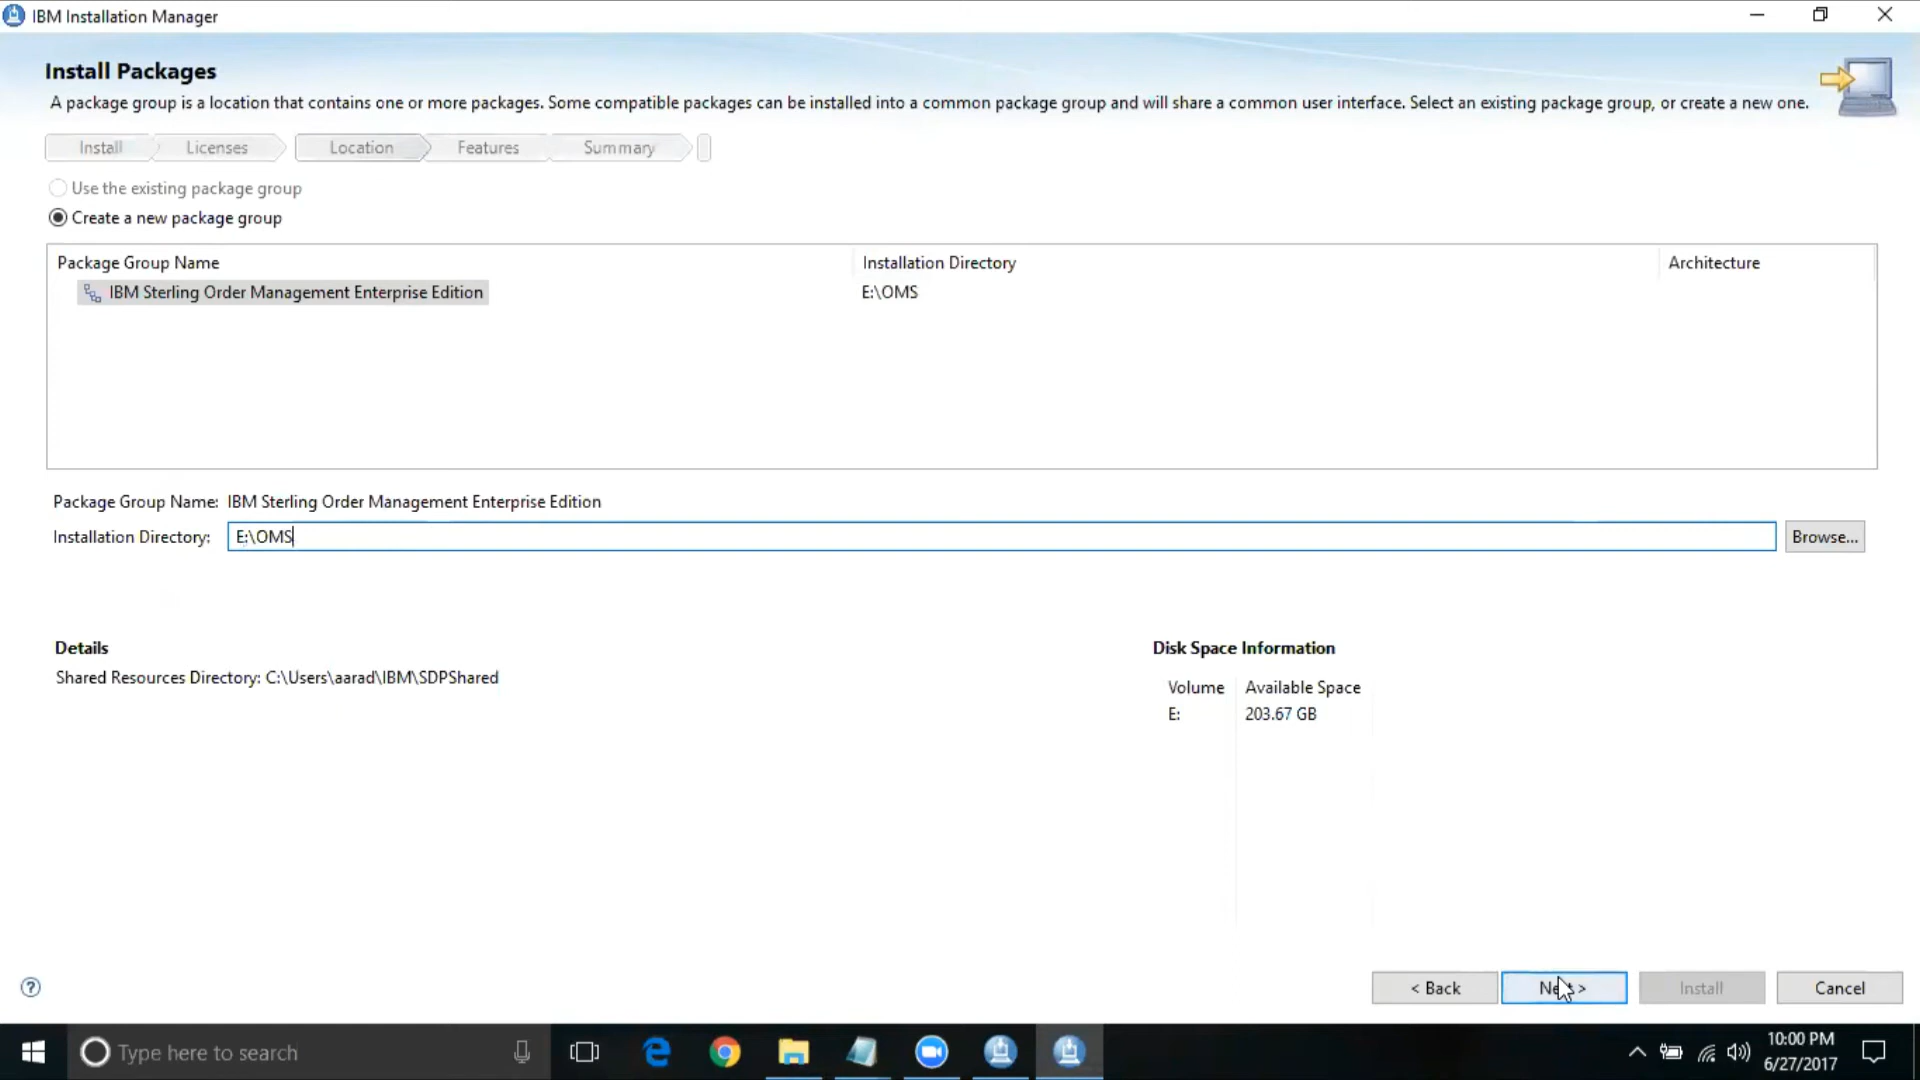 IBM Installation Manager
Install Packages
A package group is a location that contains one or more packages. Some compatible packages can be installed into a common package group and will share a common user interface. Select an existing package group, or create a new one.
Install Licenses Location Features Summary
Use the existing package group
Create a new package group
Package Group Name Installation Directory Architecture
IBM Sterling Order Management Enterprise Edition E:\OMS
Package Group Name: IBM Sterling Order Management Enterprise Edition
Installation Directory: E:\OMS Browse...
Details Disk Space Information
Shared Resources Directory: C:\Users\aarad\IBM\SDPShared
Volume Available Space
E: 203.67 GB
? < Back Next > Install Cancel
Type here to search
10:00 PM
6/27/2017